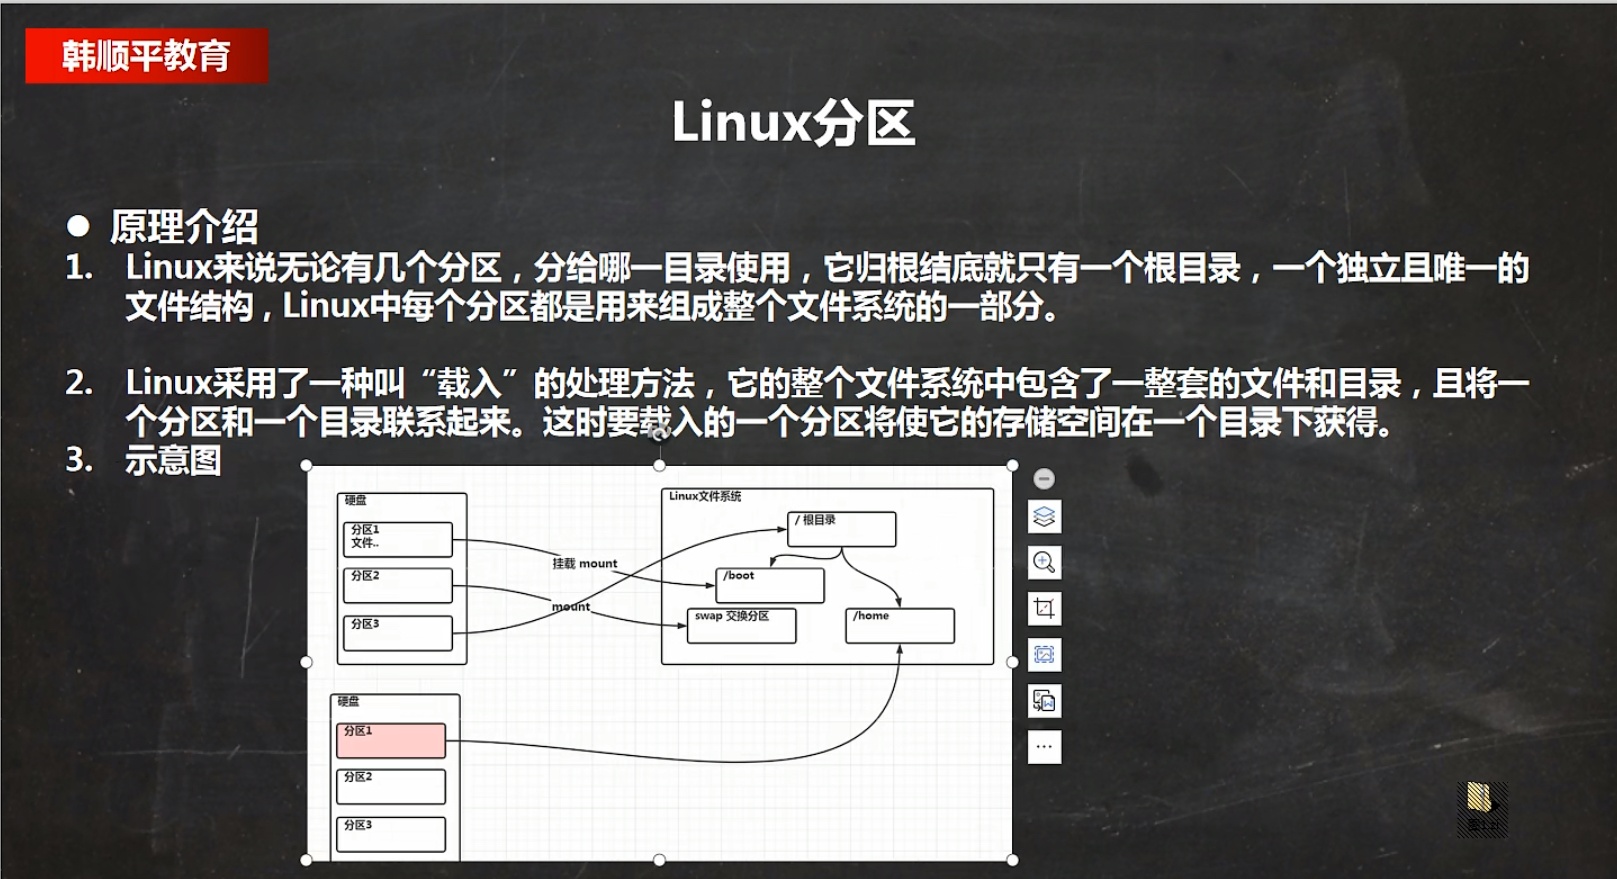 韩顺平教育
Linux分区
● 原理介绍
1. Linux来说无论有几个分区，分给哪一目录使用，它归根结底就只有一个根目录，一个独立且唯一的
文件结构，Linux中每个分区都是用来组成整个文件系统的一部分。
2. Linux采用了一种叫“载入”的处理方法，它的整个文件系统中包含了一整套的文件和目录，且将一
个分区和一个目录联系起来。这时要载入的一个分区将使它的存储空间在一个目录下获得。
3. 示意图
硬盘
分区1
文件..
分区2
分区3
挂载 mount
mount
Linux文件系统
/ 根目录
/boot
swap 交换分区
/home
硬盘
分区1
分区2
分区3